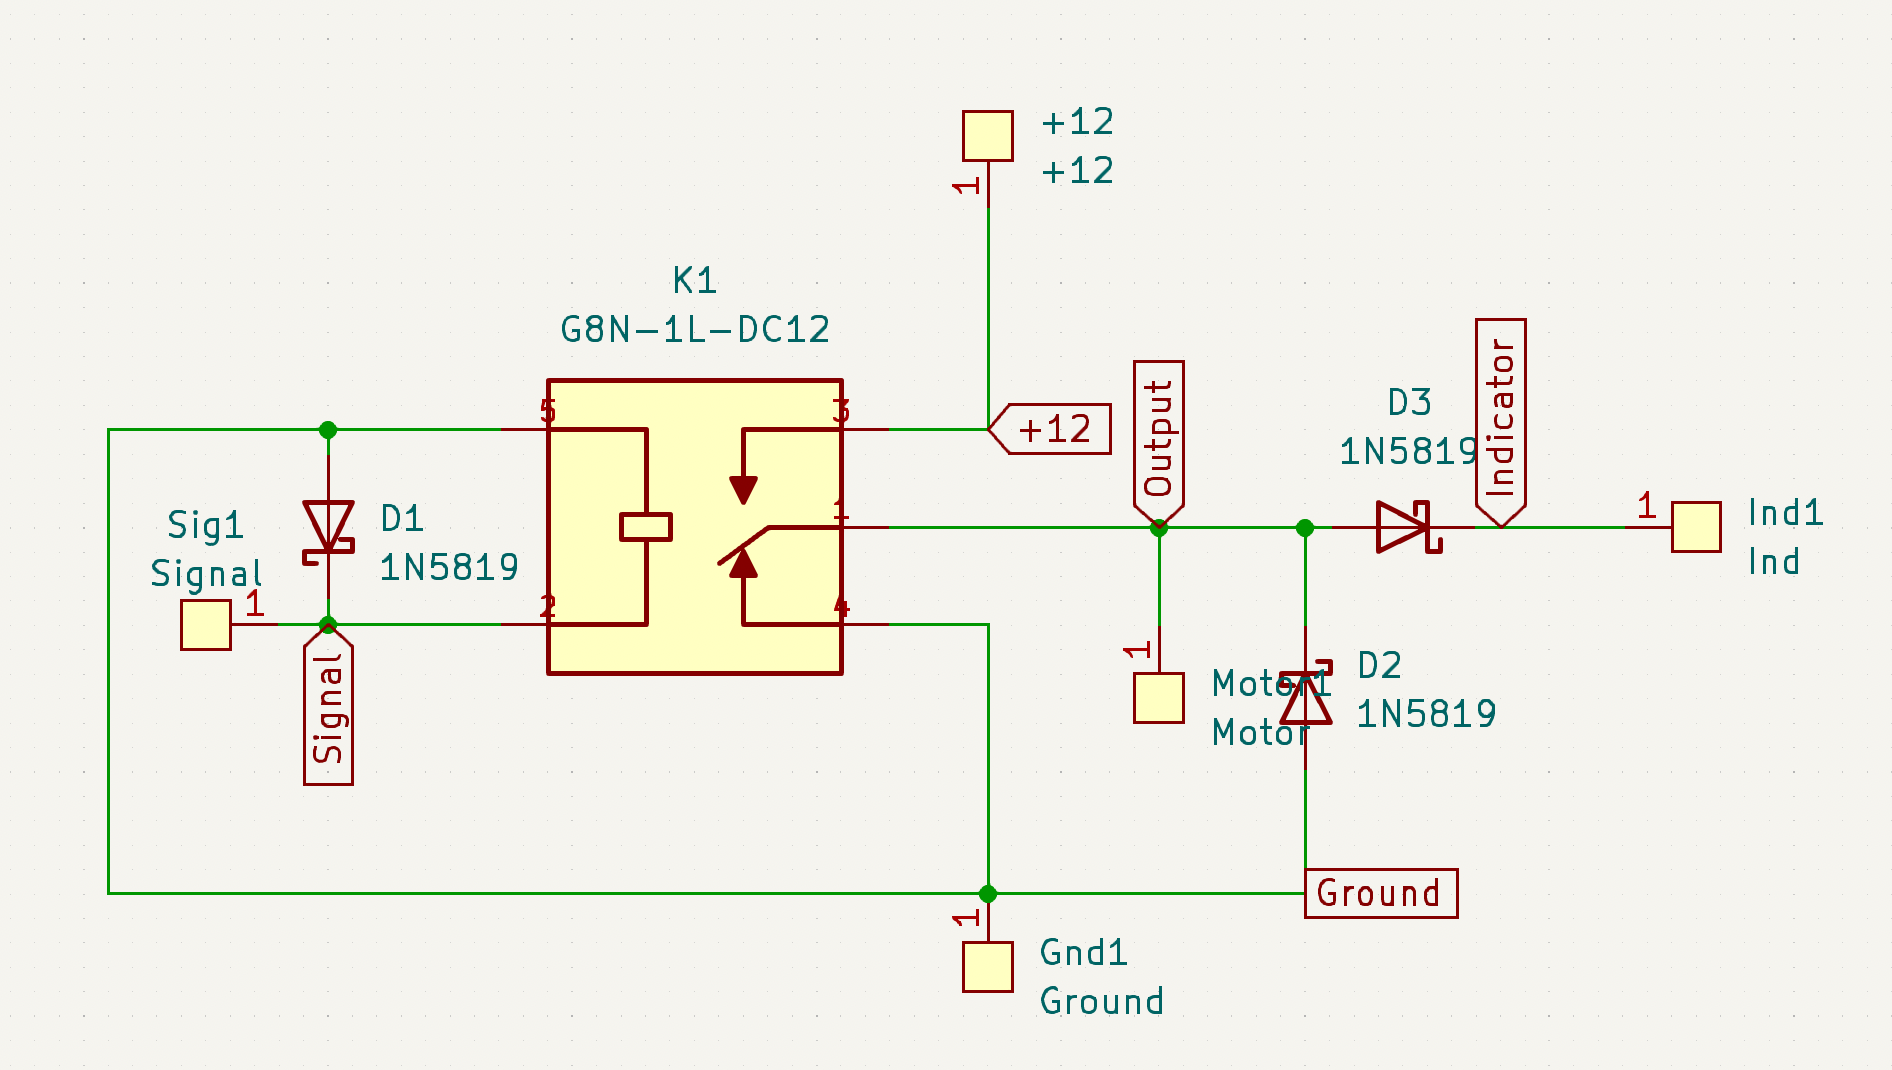 +12
+12
1
K1
G8N-1L-DC12
5
3
+12
Output
Indicator
D3
1N5819
1
1
Ind1
Ind
Sig1
Signal
1
D1
1N5819
2
4
Signal
1
Motor1
Motor
D2
1N5819
Ground
1
Gnd1
Ground